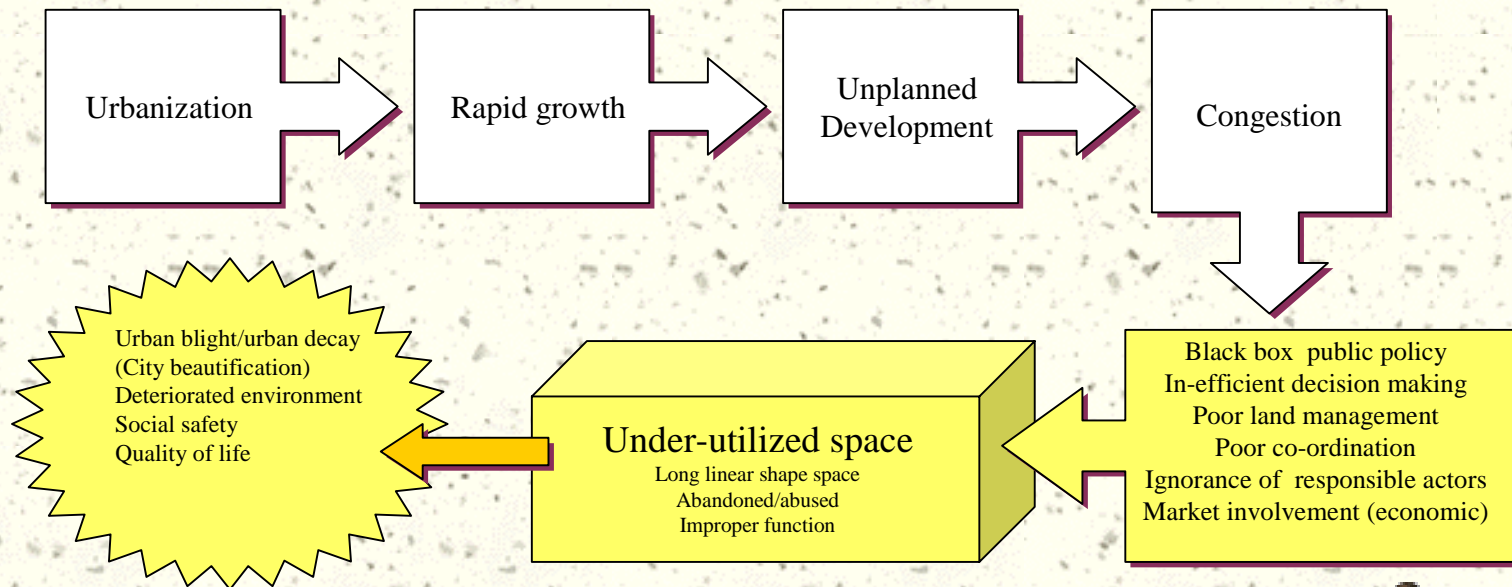 Urbanization
Rapid growth
Unplanned
Development
Congestion
Black box public policy
In-efficient decision making
Poor land management
Poor co-ordination
Ignorance of responsible actors
Market involvement (economic)
Under-utilized space
Long linear shape space
Abandoned/abused
Improper function
Urban blight/urban decay
(City beautification)
Deteriorated environment
Social safety
Quality of life